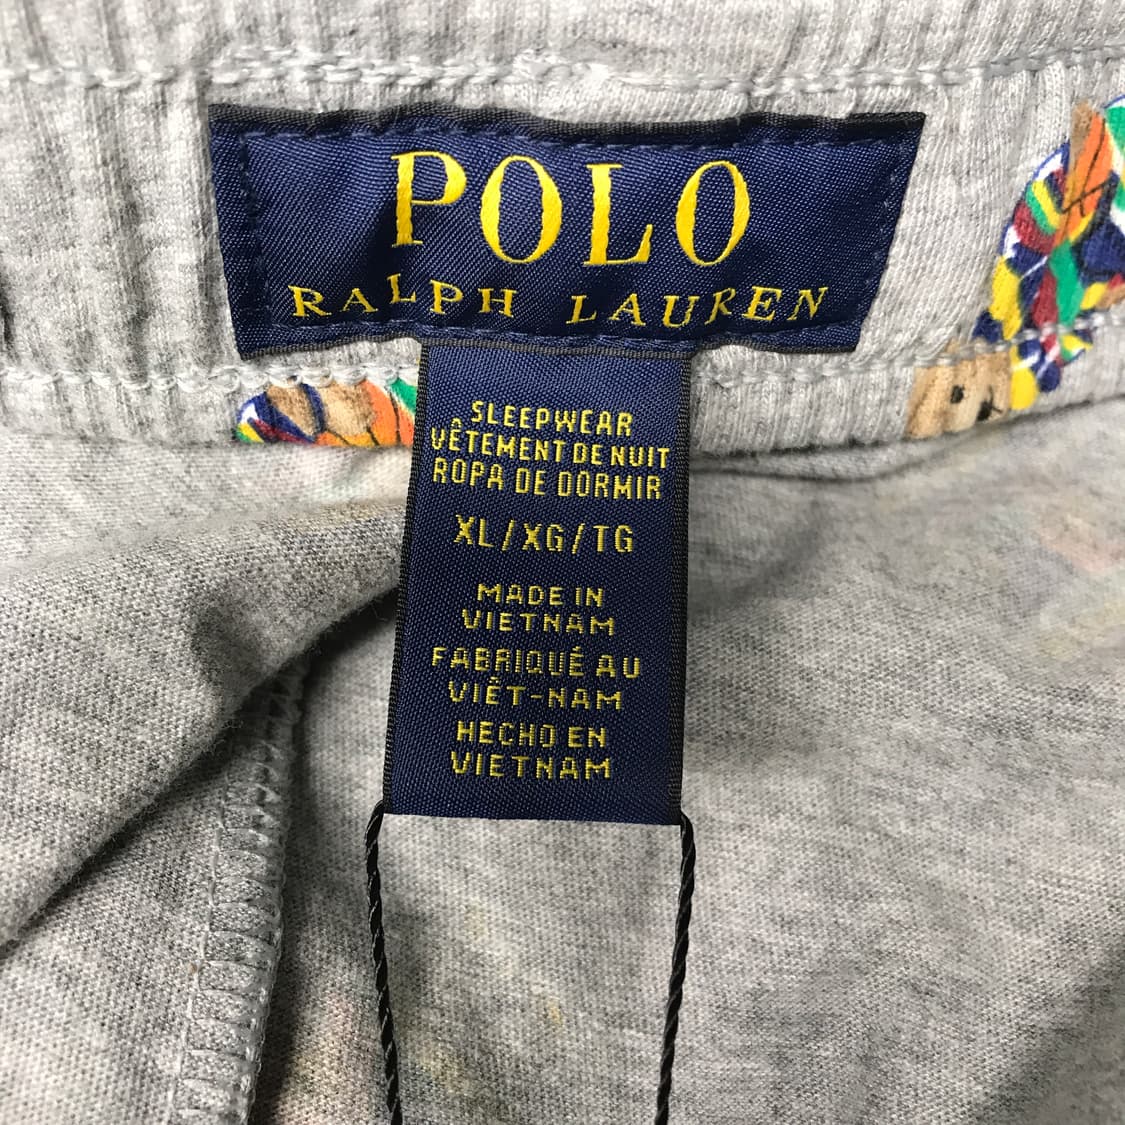 POLO
RALPH LAUREN
SLEEPWEAR
VÊTEMENT DE NUIT
ROPA DE DORMIR
XL/XG/TG
MADE IN
VIETNAM
FABRIQUÉ AU
VIÊT-NAM
HECHO EN
VIETNAM